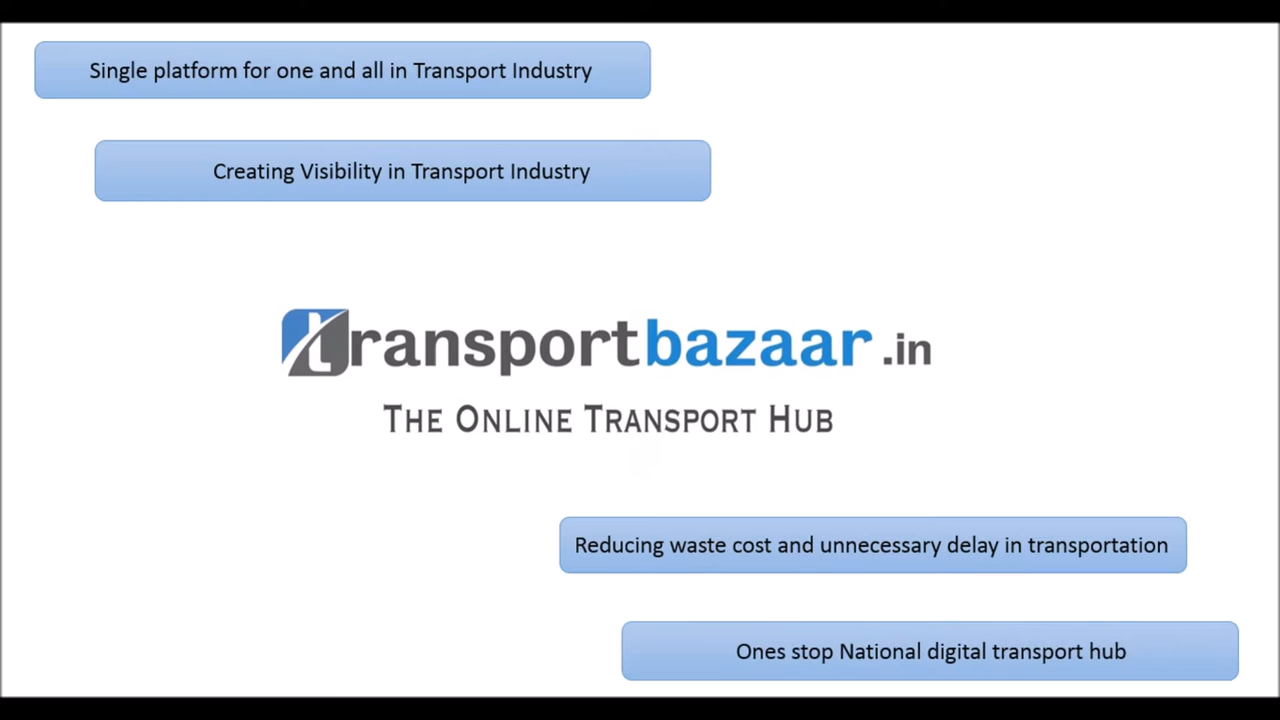 Single platform for one and all in Transport Industry
Creating Visibility in Transport Industry
transportbazaar.in
The Online Transport Hub
Reducing waste cost and unnecessary delay in transportation
Ones stop National digital transport hub